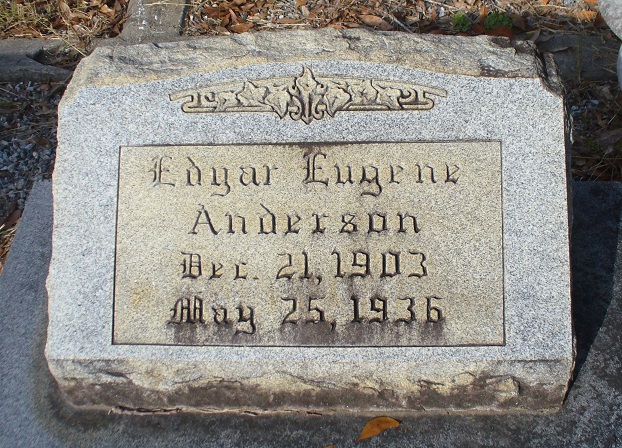 Edgar Eugene
Anderson
Dec. 21, 1903
May 25, 1936